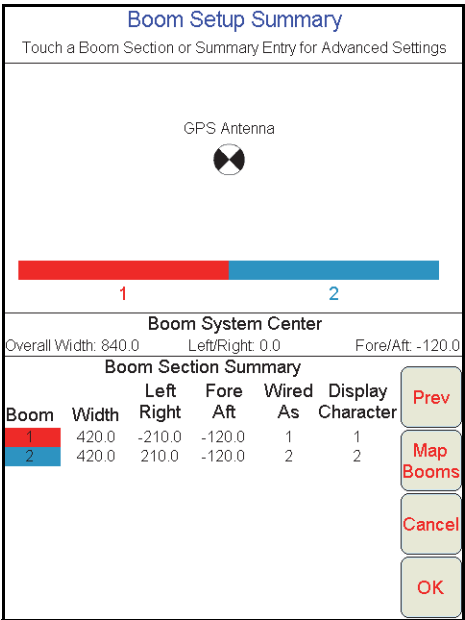 Boom Setup Summary
Touch a Boom Section or Summary Entry for Advanced Settings
GPS Antenna
1 2
Boom System Center
Overall Width: 840.0 Left/Right: 0.0 Fore/Aft: -120.0
Boom Section Summary
Boom Width Left Right Fore Aft Wired As Display Character
1 420.0 -210.0 -120.0 1 1
2 420.0 210.0 -120.0 2 2
Prev
Map
Booms
Cancel
OK